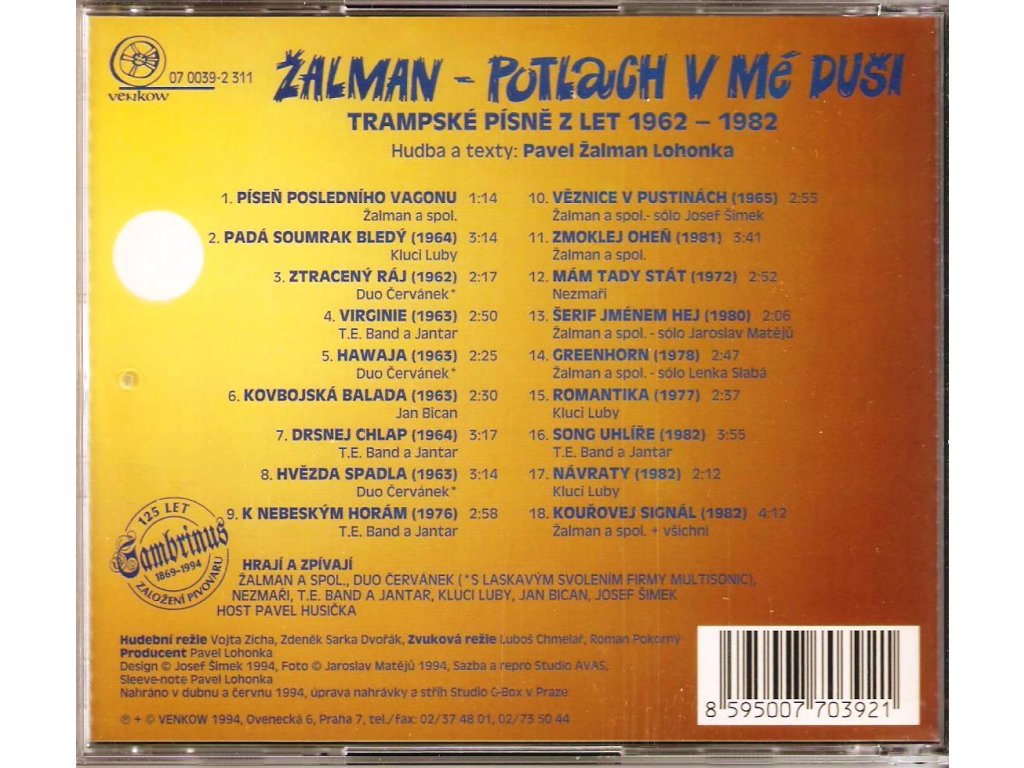 VENKOW
07 0039-2 311
ŽALMAN - POTLACH V MÉ DUŠI
TRAMPSKÉ PÍSNĚ Z LET 1962 – 1982
Hudba a texty: Pavel Žalman Lohonka
1. PÍSEŇ POSLEDNÍHO VAGONU 1:14
Žalman a spol.
2. PADÁ SOUMRAK BLEDÝ (1964) 3:14
Kluci Luby
3. ZTRACENÝ RÁJ (1962) 2:17
Duo Červánek*
4. VIRGINIE (1963) 2:50
T.E. Band a Jantar
5. HAWAJA (1963) 2:25
Duo Červánek*
6. KOVBOJSKÁ BALADA (1963) 2:30
Jan Bican
7. DRSNEJ CHLAP (1964) 3:17
T.E. Band a Jantar
8. HVĚZDA SPADLA (1963) 3:14
Duo Červánek*
9. K NEBESKÝM HORÁM (1976) 2:58
T.E. Band a Jantar
10. VĚZNICE V PUSTINÁCH (1965) 2:55
Žalman a spol.- sólo Josef Šimek
11. ZMOKLEJ OHEŇ (1981) 3:41
Žalman a spol.
12. MÁM TADY STÁT (1972) 2:52
Nezmaři
13. ŠERIF JMÉNEM HEJ (1980) 2:06
Žalman a spol. - sólo Jaroslav Matějů
14. GREENHORN (1978) 2:47
Žalman a spol. - sólo Lenka Slabá
15. ROMANTIKA (1977) 2:37
Kluci Luby
16. SONG UHLÍŘE (1982) 3:55
T.E. Band a Jantar
17. NÁVRATY (1982) 2:12
Kluci Luby
18. KOUŘOVEJ SIGNÁL (1982) 4:12
Žalman a spol. + všichni
125 LET
Gambrinus
1869-1994
ZALOŽENÍ PIVOVARU
HRAJÍ A ZPÍVAJÍ
ŽALMAN A SPOL., DUO ČERVÁNEK (*S LASKAVÝM SVOLENÍM FIRMY MULTISONIC),
NEZMAŘI, T.E. BAND A JANTAR, KLUCI LUBY, JAN BICAN, JOSEF ŠIMEK
HOST PAVEL HUSIČKA
Hudební režie Vojta Zícha, Zdeněk Sarka Dvořák, Zvuková režie Luboš Chmelař, Roman Pokorný
Producent Pavel Lohonka
Design © Josef Šimek 1994, Foto © Jaroslav Matějů 1994, Sazba a repro Studio AVAS,
Sleeve-note Pavel Lohonka
Nahráno v dubnu a červnu 1994, úprava nahrávky a střih Studio G-Box v Praze
℗ + © VENKOW 1994, Ovenecká 6, Praha 7, tel./fax: 02/37 48 01, 02/73 50 44
8 595007 703921